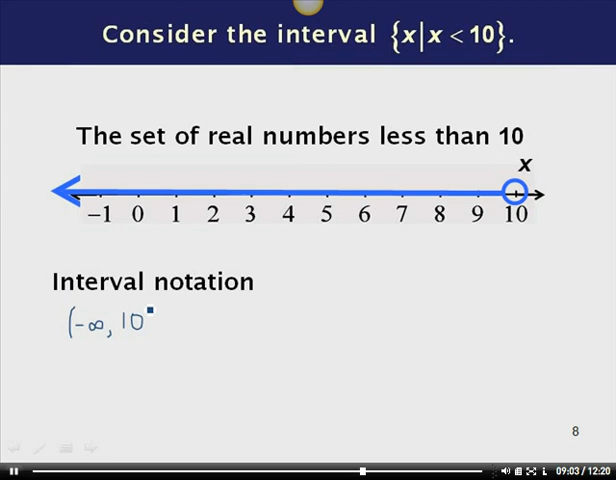 Consider the interval {x|x < 10}.
The set of real numbers less than 10
x
−1 0 1 2 3 4 5 6 7 8 9 10
Interval notation
(-∞, 10
8
09:03 / 12:20